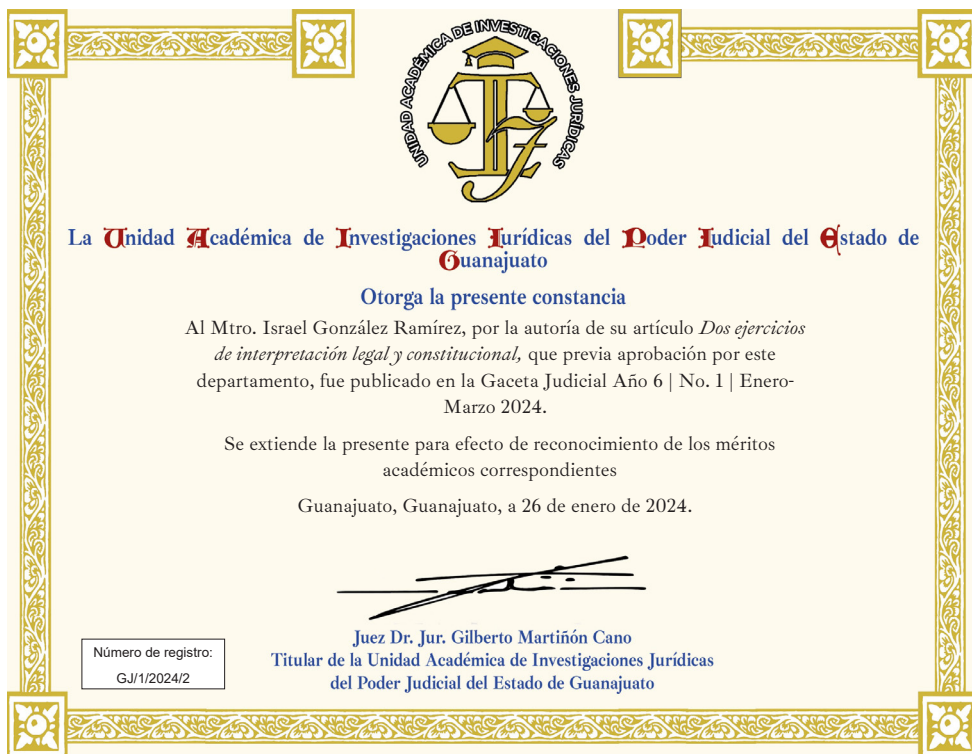 UNIDAD ACADÉMICA DE INVESTIGACIONES JURÍDICAS
La Unidad Académica de Investigaciones Jurídicas del Poder Judicial del Estado de
Guanajuato
Otorga la presente constancia
Al Mtro. Israel González Ramírez, por la autoría de su artículo Dos ejercicios
de interpretación legal y constitucional, que previa aprobación por este
departamento, fue publicado en la Gaceta Judicial Año 6 | No. 1 | Enero-
Marzo 2024.
Se extiende la presente para efecto de reconocimiento de los méritos
académicos correspondientes
Guanajuato, Guanajuato, a 26 de enero de 2024.
Juez Dr. Jur. Gilberto Martiñón Cano
Titular de la Unidad Académica de Investigaciones Jurídicas
del Poder Judicial del Estado de Guanajuato
Número de registro:
GJ/1/2024/2